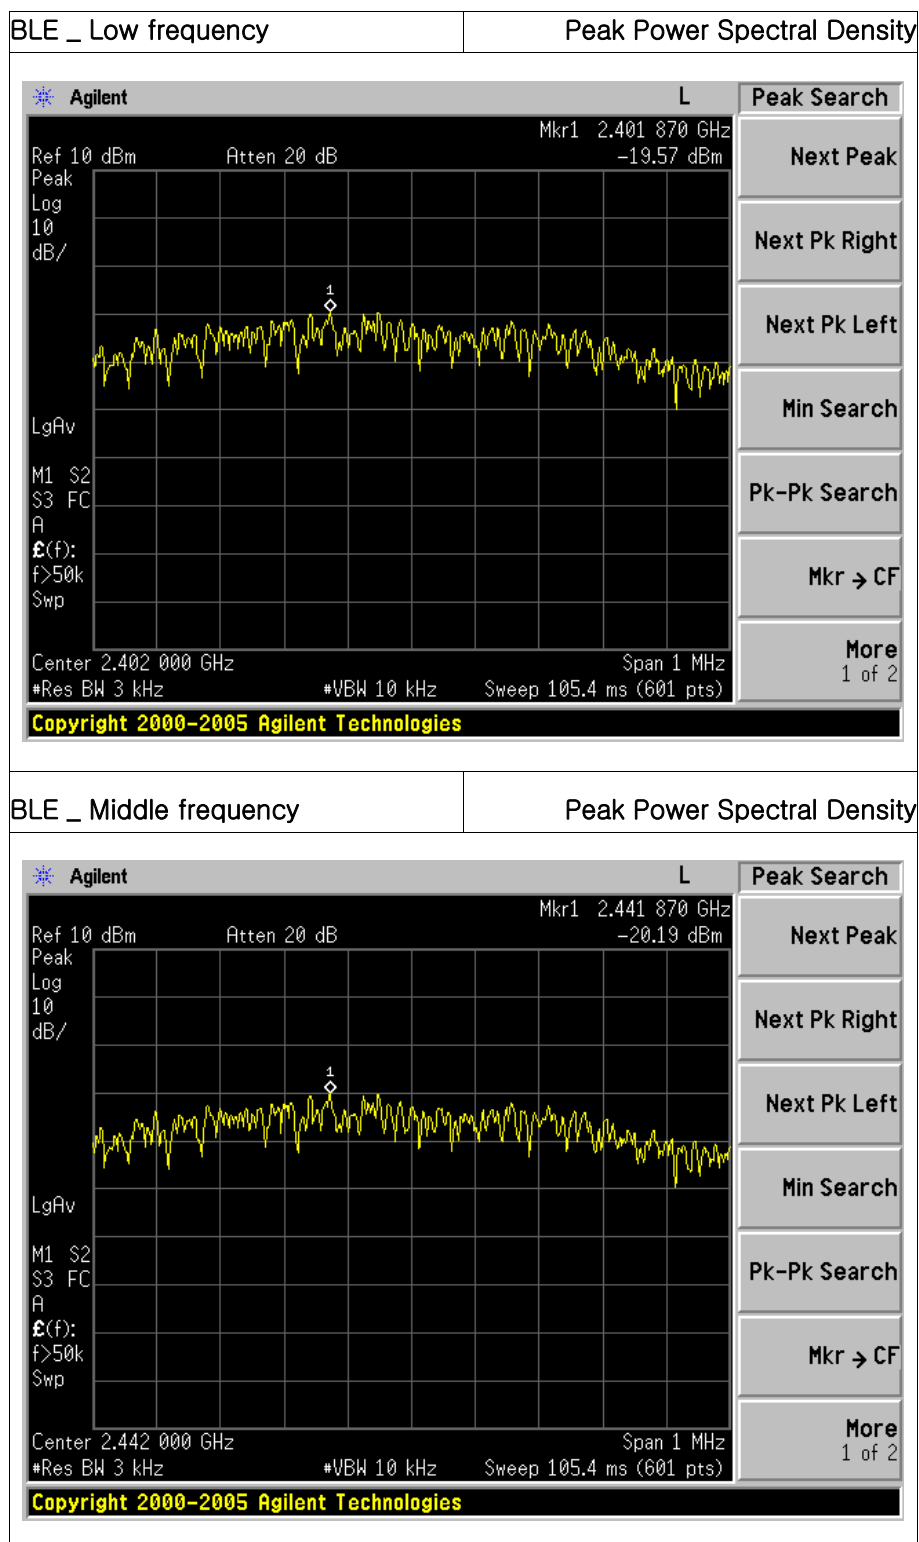 BLE _ Low frequency    Peak Power Spectral Density
Agilent    L    Peak Search
Mkr1  2.401 870 GHz
Ref 10 dBm    Atten 20 dB    -19.57 dBm
Next Peak
Peak
Log
10
dB/
Next Pk Right
1
Next Pk Left
Min Search
LgAv
M1  S2
S3  FC
A
Pk-Pk Search
£(f):
f>50k
Swp
Mkr → CF
Center 2.402 000 GHz    Span 1 MHz
#Res BW 3 kHz    #VBW 10 kHz    Sweep 105.4 ms (601 pts)
More
1 of 2
Copyright 2000-2005 Agilent Technologies
BLE _ Middle frequency    Peak Power Spectral Density
Agilent    L    Peak Search
Mkr1  2.441 870 GHz
Ref 10 dBm    Atten 20 dB    -20.19 dBm
Next Peak
Peak
Log
10
dB/
Next Pk Right
1
Next Pk Left
Min Search
LgAv
M1  S2
S3  FC
A
Pk-Pk Search
£(f):
f>50k
Swp
Mkr → CF
Center 2.442 000 GHz    Span 1 MHz
#Res BW 3 kHz    #VBW 10 kHz    Sweep 105.4 ms (601 pts)
More
1 of 2
Copyright 2000-2005 Agilent Technologies